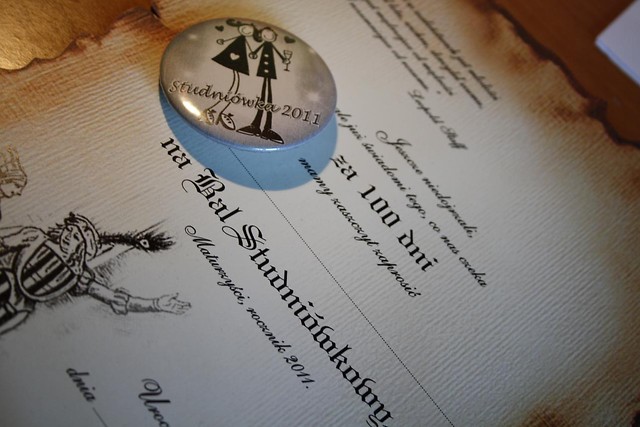 Studniówka 2011
Leopold Staff
Jeszcze niedojrzali,
ale już świadomi tego, co nas czeka
za 100 dni
mamy zaszczyt zaprosić
na Bal Studniówkowy
Maturzyści, rocznik 2011.
Uroc
dnia